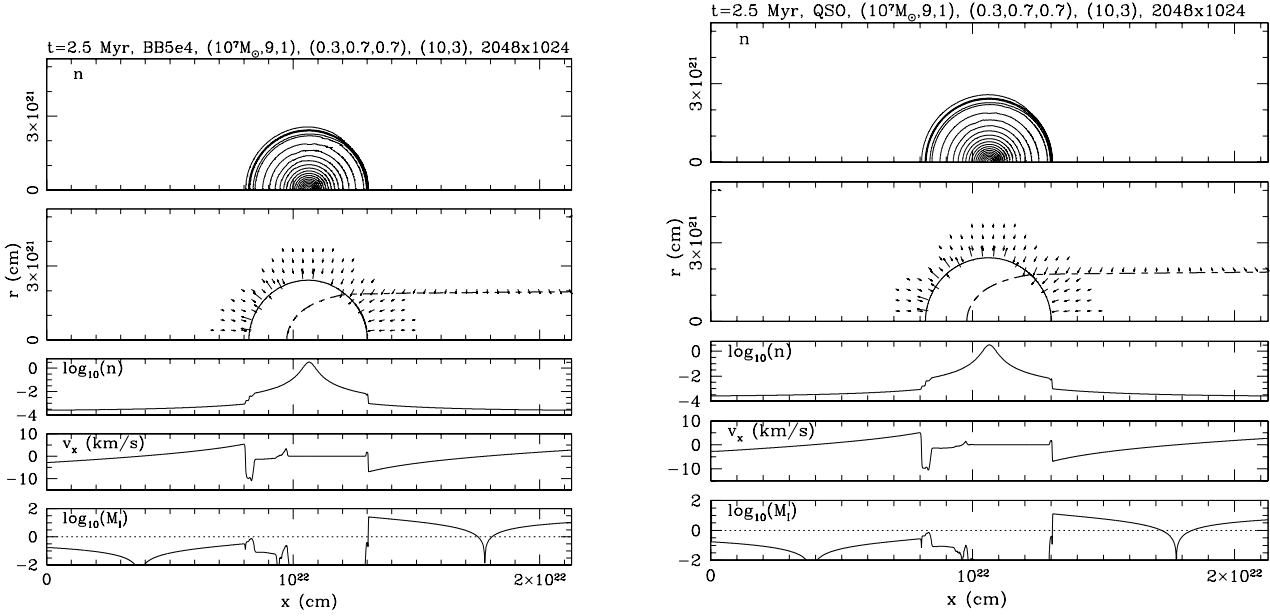 t=2.5 Myr, BB5e4, (10⁷M☉,9,1), (0.3,0.7,0.7), (10,3), 2048x1024
n
3×10²¹
0
r (cm)
3×10²¹
0
log₁₀(n)
0
−2
−4
vₓ (km/s)
10
0
−10
log₁₀(M_I)
2
0
−2
0
10²²
2×10²²
x (cm)
t=2.5 Myr, QSO, (10⁷M☉,9,1), (0.3,0.7,0.7), (10,3), 2048x1024
n
3×10²¹
0
r (cm)
3×10²¹
0
log₁₀(n)
0
−2
−4
vₓ (km/s)
10
0
−10
log₁₀(M_I)
2
0
−2
0
10²²
2×10²²
x (cm)